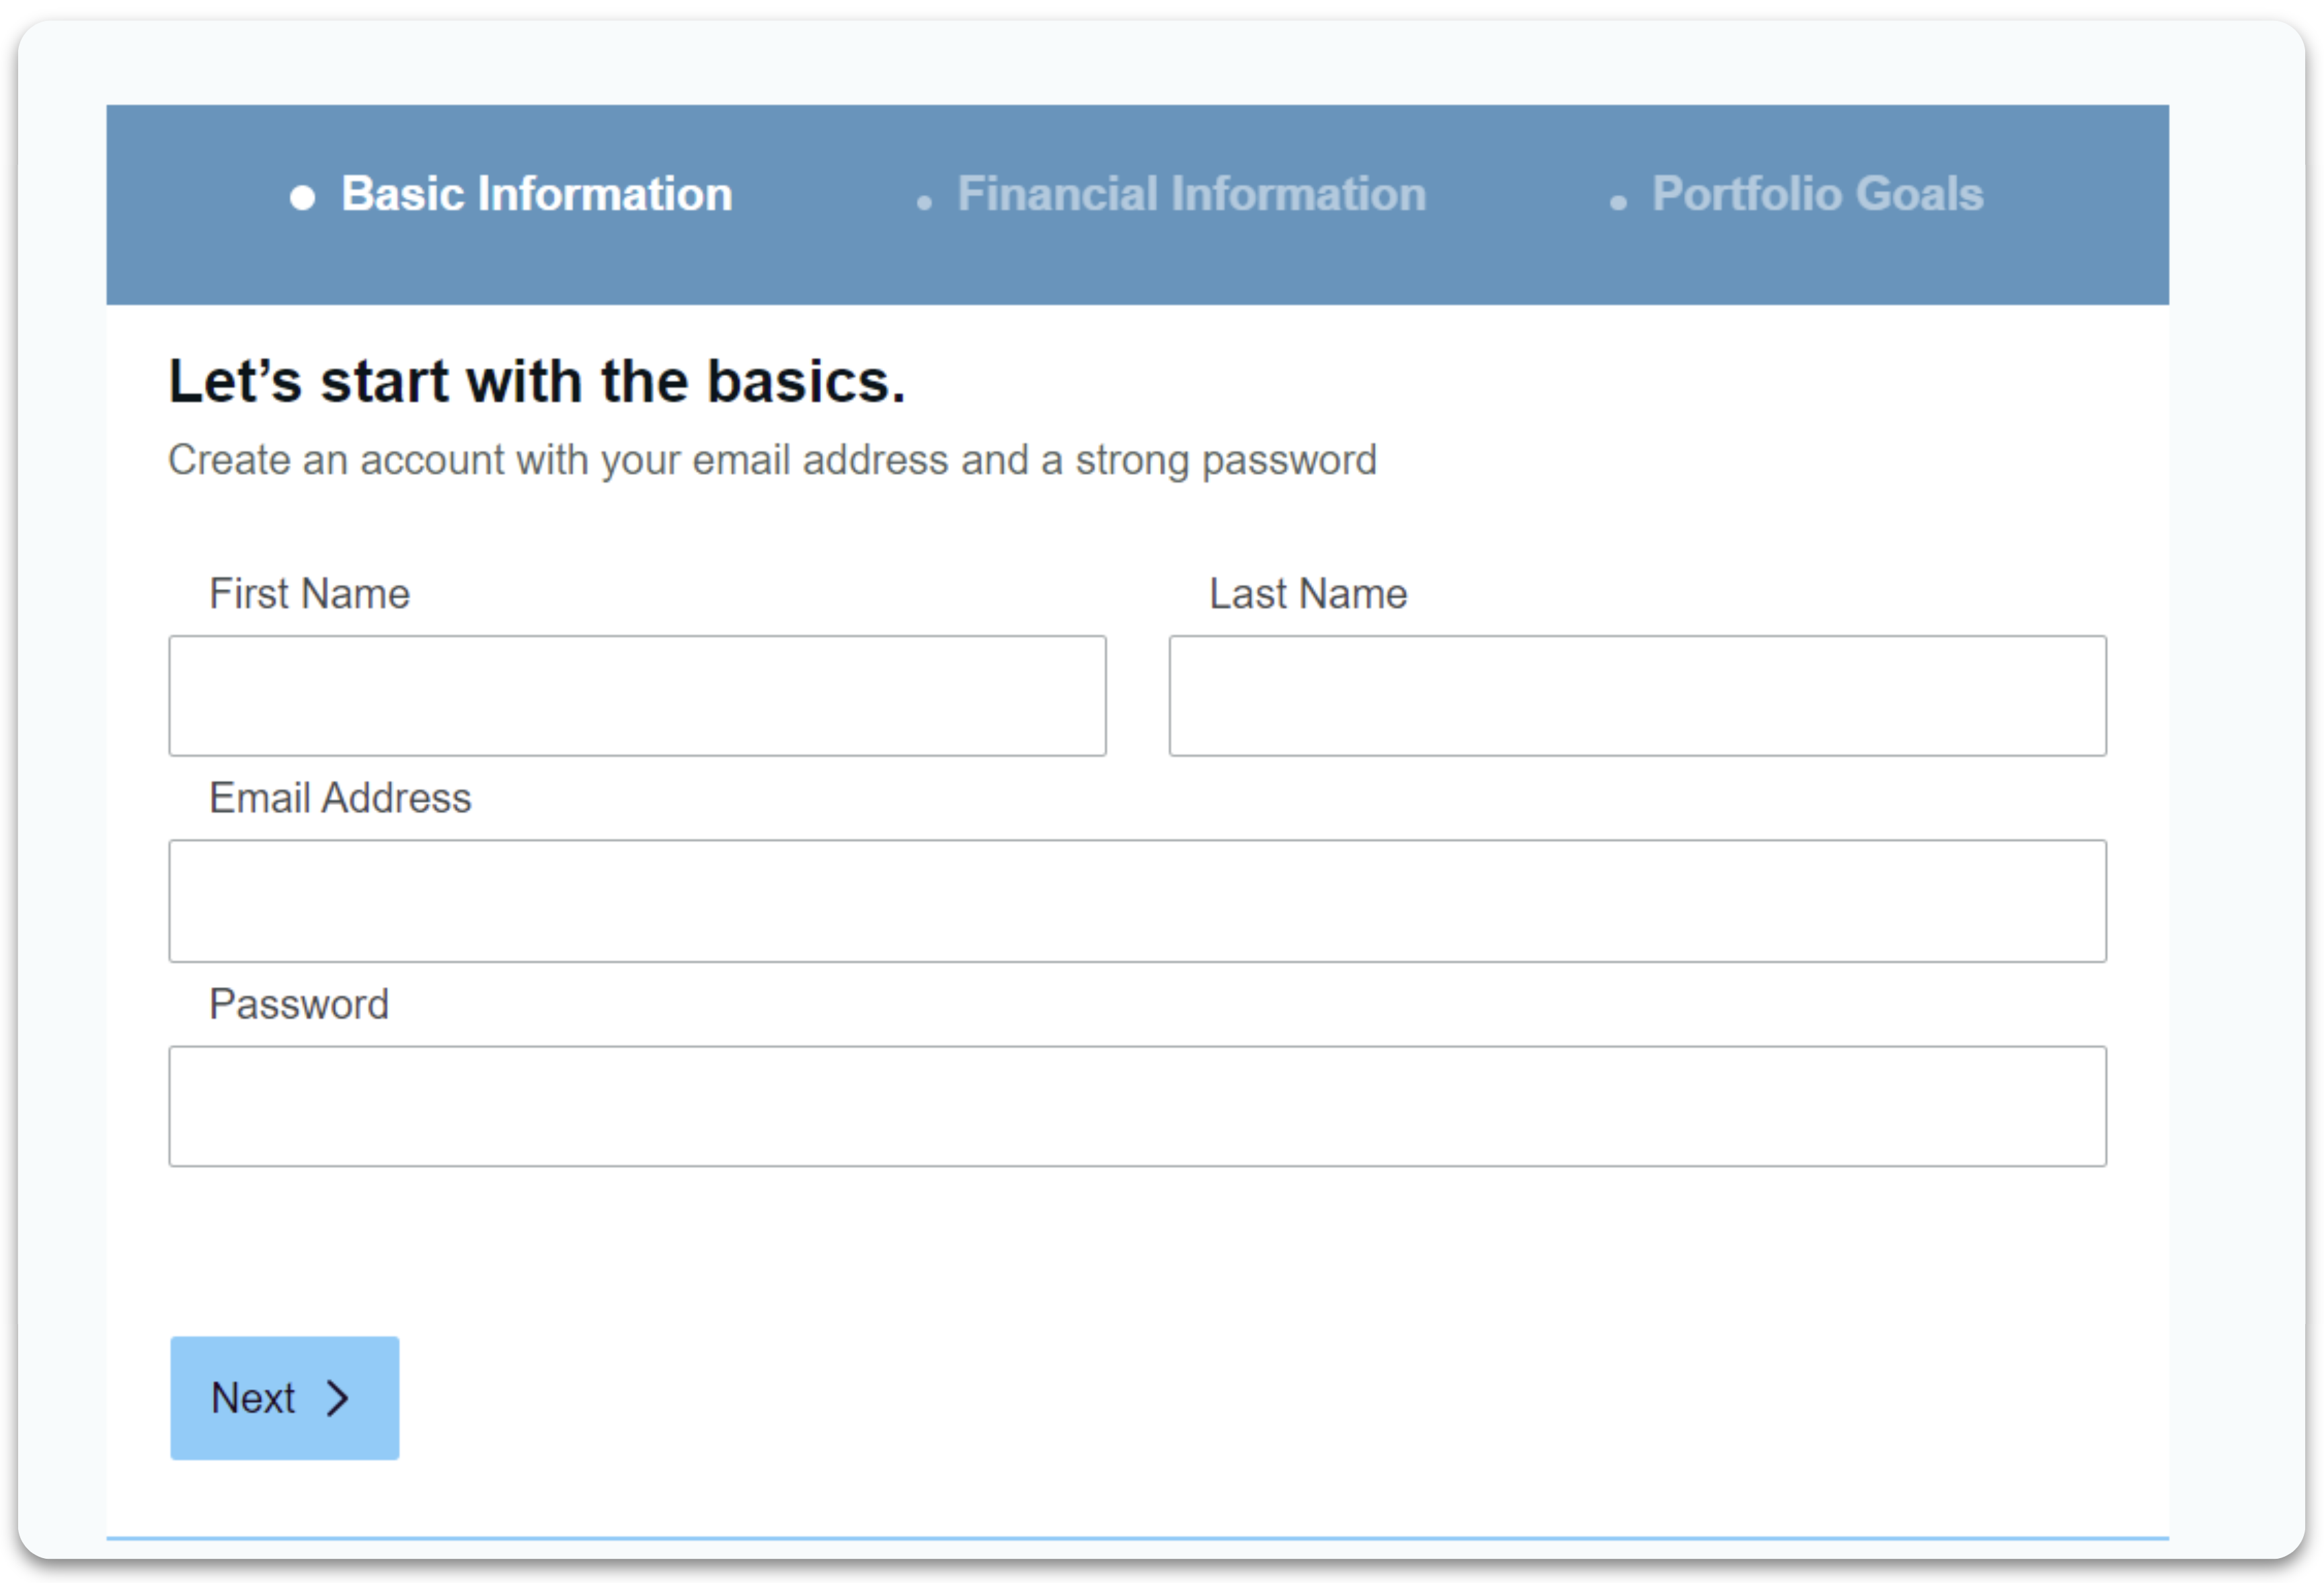 Basic Information
Financial Information
Portfolio Goals
Let’s start with the basics.
Create an account with your email address and a strong password
First Name
Last Name
Email Address
Password
Next